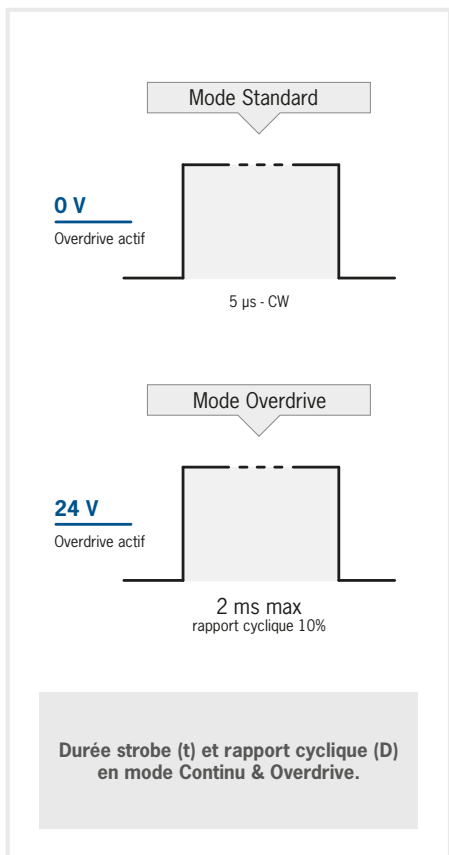 Mode Standard
0 V
Overdrive actif
5 µs - CW
Mode Overdrive
24 V
Overdrive actif
2 ms max
rapport cyclique 10%
Durée strobe (t) et rapport cyclique (D)
en mode Continu & Overdrive.